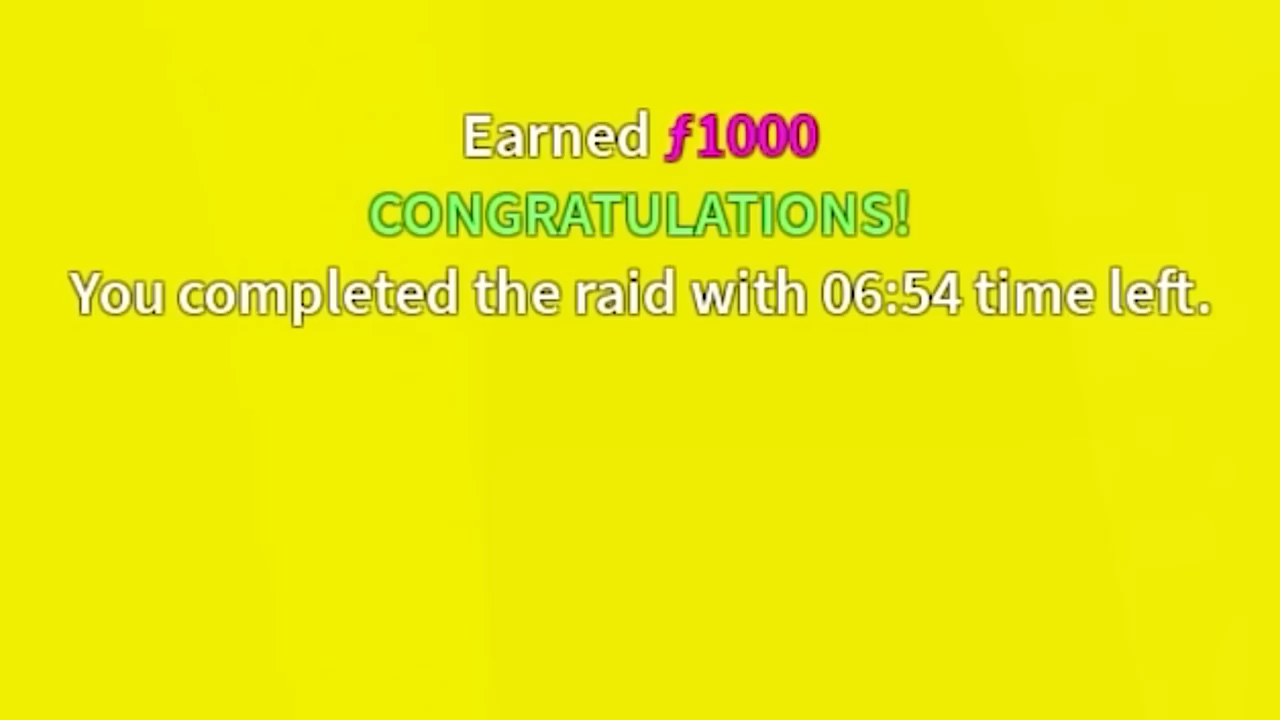 Earned ƒ1000
CONGRATULATIONS!
You completed the raid with 06:54 time left.